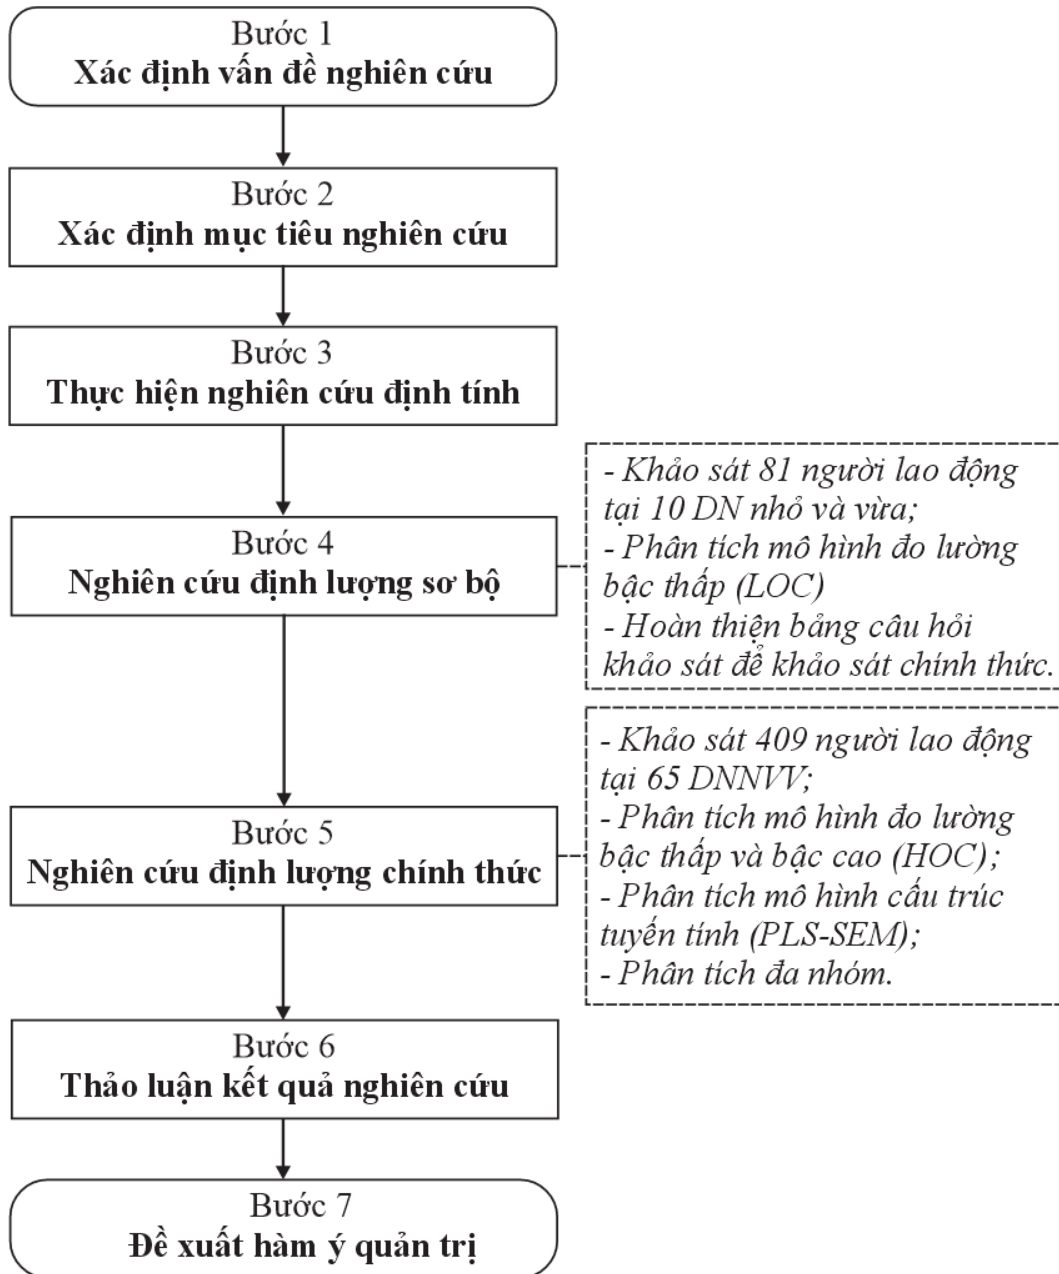 Bước 1
Xác định vấn đề nghiên cứu
Bước 2
Xác định mục tiêu nghiên cứu
Bước 3
Thực hiện nghiên cứu định tính
Bước 4
Nghiên cứu định lượng sơ bộ
- Khảo sát 81 người lao động
tại 10 DN nhỏ và vừa;
- Phân tích mô hình đo lường
bậc thấp (LOC)
- Hoàn thiện bảng câu hỏi
khảo sát để khảo sát chính thức.
Bước 5
Nghiên cứu định lượng chính thức
- Khảo sát 409 người lao động
tại 65 DNNVV;
- Phân tích mô hình đo lường
bậc thấp và bậc cao (HOC);
- Phân tích mô hình cấu trúc
tuyến tính (PLS-SEM);
- Phân tích đa nhóm.
Bước 6
Thảo luận kết quả nghiên cứu
Bước 7
Đề xuất hàm ý quản trị